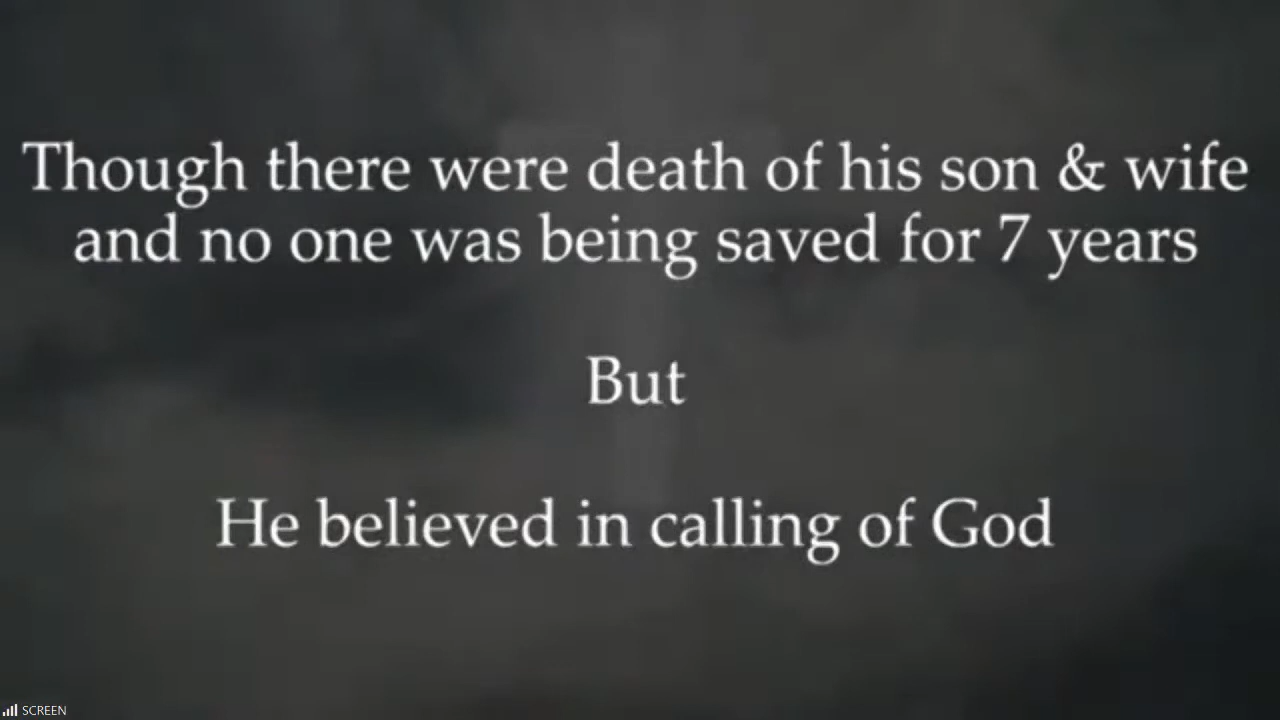 Though there were death of his son & wife
and no one was being saved for 7 years
But
He believed in calling of God
SCREEN